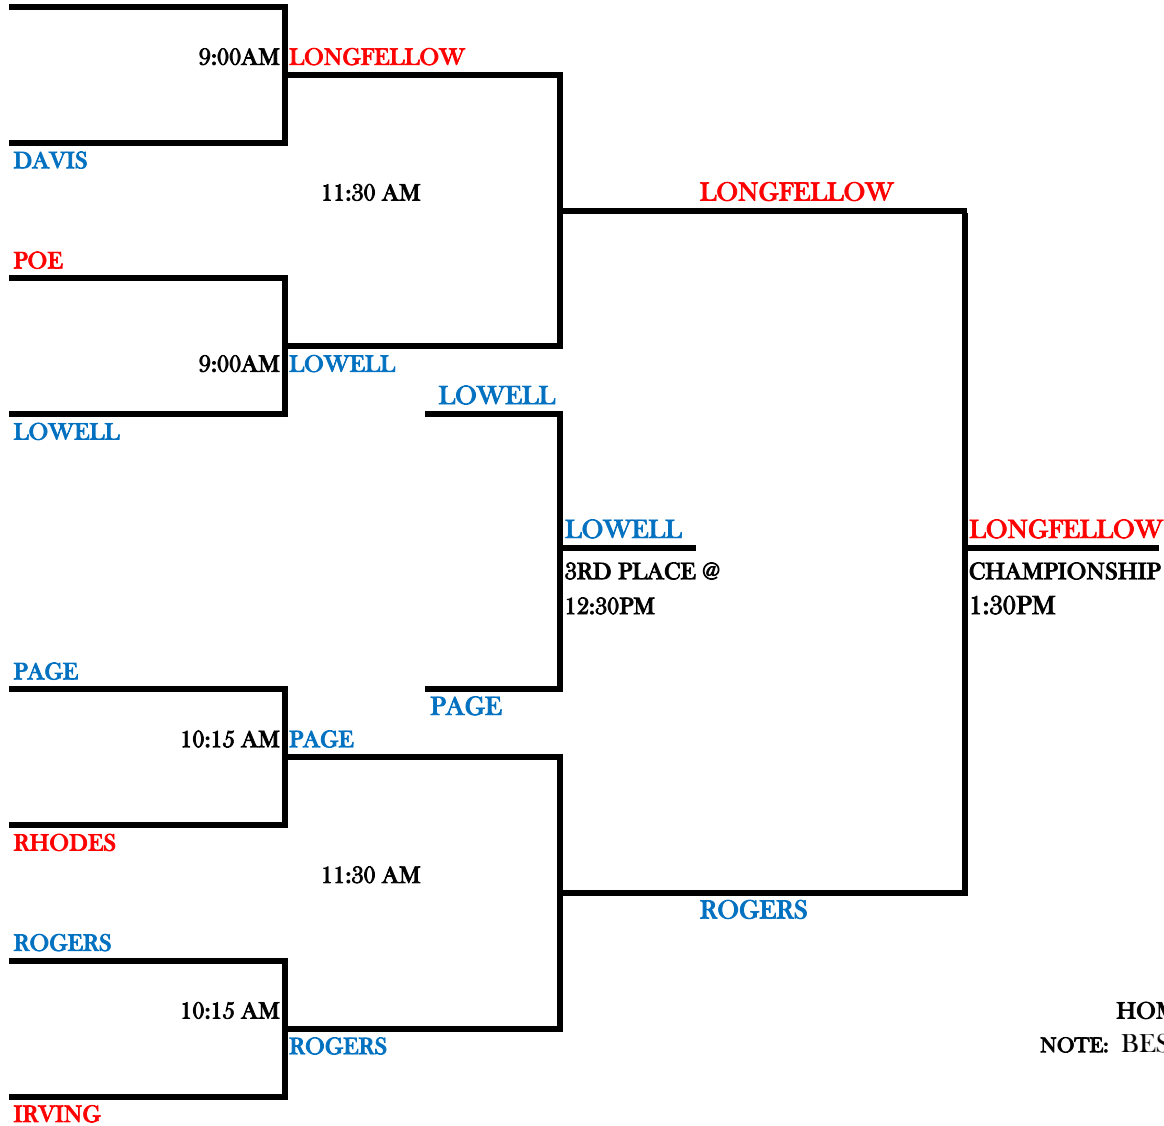 9:00AM LONGFELLOW
DAVIS
11:30 AM
LONGFELLOW
POE
9:00AM LOWELL
LOWELL
LOWELL
LOWELL
3RD PLACE @
12:30PM
LONGFELLOW
CHAMPIONSHIP
1:30PM
PAGE
PAGE
10:15 AM PAGE
RHODES
11:30 AM
ROGERS
ROGERS
10:15 AM
ROGERS
IRVING
NOTE: